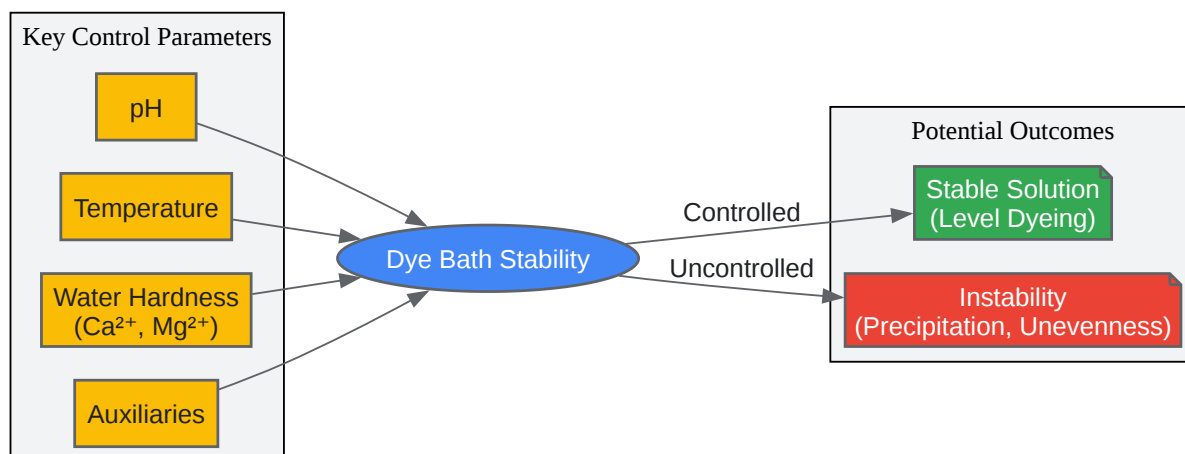 Key Control Parameters
pH
Temperature
Water Hardness
(Ca²⁺, Mg²⁺)
Auxiliaries
Dye Bath Stability
Controlled
Uncontrolled
Potential Outcomes
Stable Solution
(Level Dyeing)
Instability
(Precipitation, Unevenness)